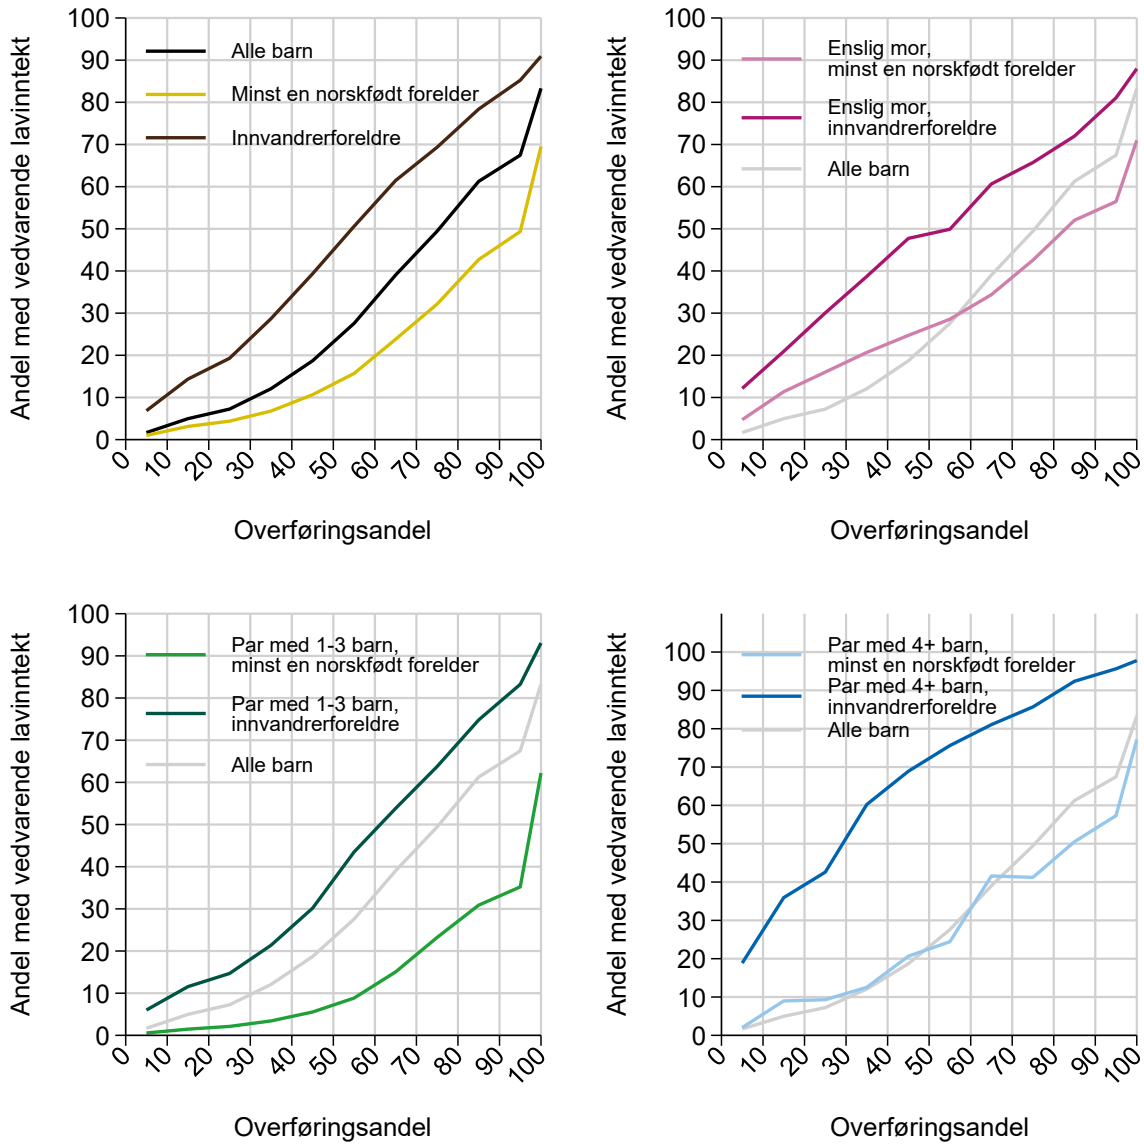 Andel med vedvarende lavinntekt
100
90
80
70
60
50
40
30
20
10
0
Alle barn
Minst en norskfødt forelder
Innvandrerforeldre
0 10 20 30 40 50 60 70 80 90 100
Overføringsandel
Andel med vedvarende lavinntekt
100
90
80
70
60
50
40
30
20
10
0
Enslig mor,
minst en norskfødt forelder
Enslig mor,
innvandrerforeldre
Alle barn
0 10 20 30 40 50 60 70 80 90 100
Overføringsandel
Andel med vedvarende lavinntekt
100
90
80
70
60
50
40
30
20
10
0
Par med 1-3 barn,
minst en norskfødt forelder
Par med 1-3 barn,
innvandrerforeldre
Alle barn
0 10 20 30 40 50 60 70 80 90 100
Overføringsandel
Andel med vedvarende lavinntekt
100
90
80
70
60
50
40
30
20
10
0
Par med 4+ barn,
minst en norskfødt forelder
Par med 4+ barn,
innvandrerforeldre
Alle barn
0 10 20 30 40 50 60 70 80 90 100
Overføringsandel